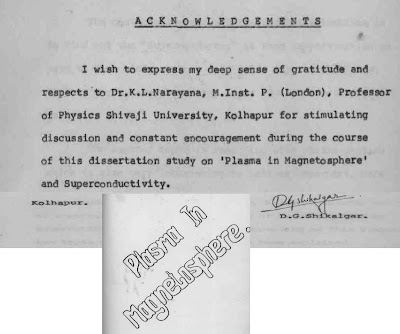 ACKNOWLEDGEMENTS
I wish to express my deep sense of gratitude and
respects to Dr.K.L.Narayana, M.Inst. P. (London), Professor
of Physics Shivaji University, Kolhapur for stimulating
discussion and constant encouragement during the course
of this dissertation study on 'Plasma in Magnetosphere'
and Superconductivity.
Kolhapur.
Dgshikalgar
D.G.Shikalgar.
Plasma In
Magnetosphere.